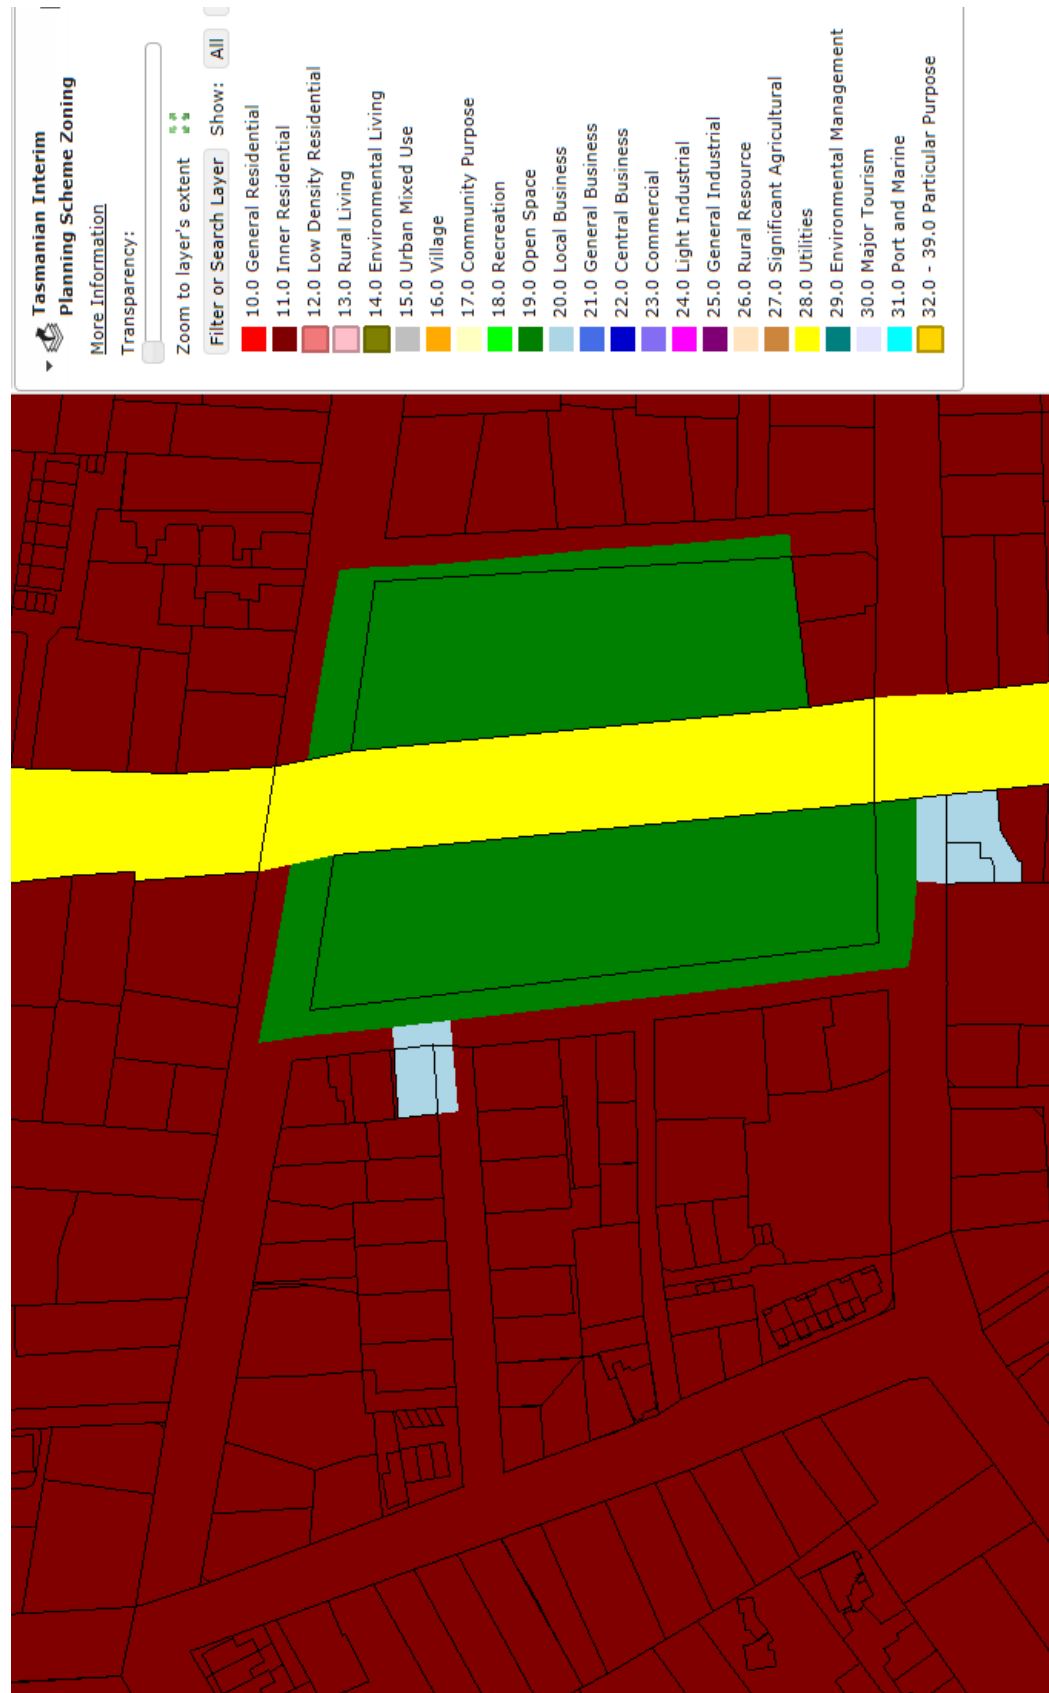 Tasmanian Interim
Planning Scheme Zoning
More Information
Transparency:
Zoom to layer's extent
Filter or Search Layer Show: All
10.0 General Residential
11.0 Inner Residential
12.0 Low Density Residential
13.0 Rural Living
14.0 Environmental Living
15.0 Urban Mixed Use
16.0 Village
17.0 Community Purpose
18.0 Recreation
19.0 Open Space
20.0 Local Business
21.0 General Business
22.0 Central Business
23.0 Commercial
24.0 Light Industrial
25.0 General Industrial
26.0 Rural Resource
27.0 Significant Agricultural
28.0 Utilities
29.0 Environmental Management
30.0 Major Tourism
31.0 Port and Marine
32.0 - 39.0 Particular Purpose